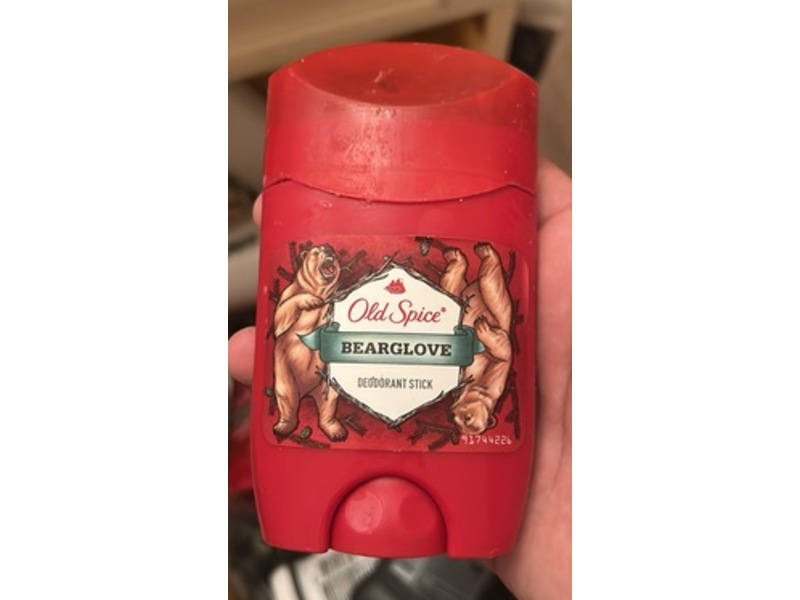 Old Spice®
BEARGLOVE
DEODORANT STICK
91744226